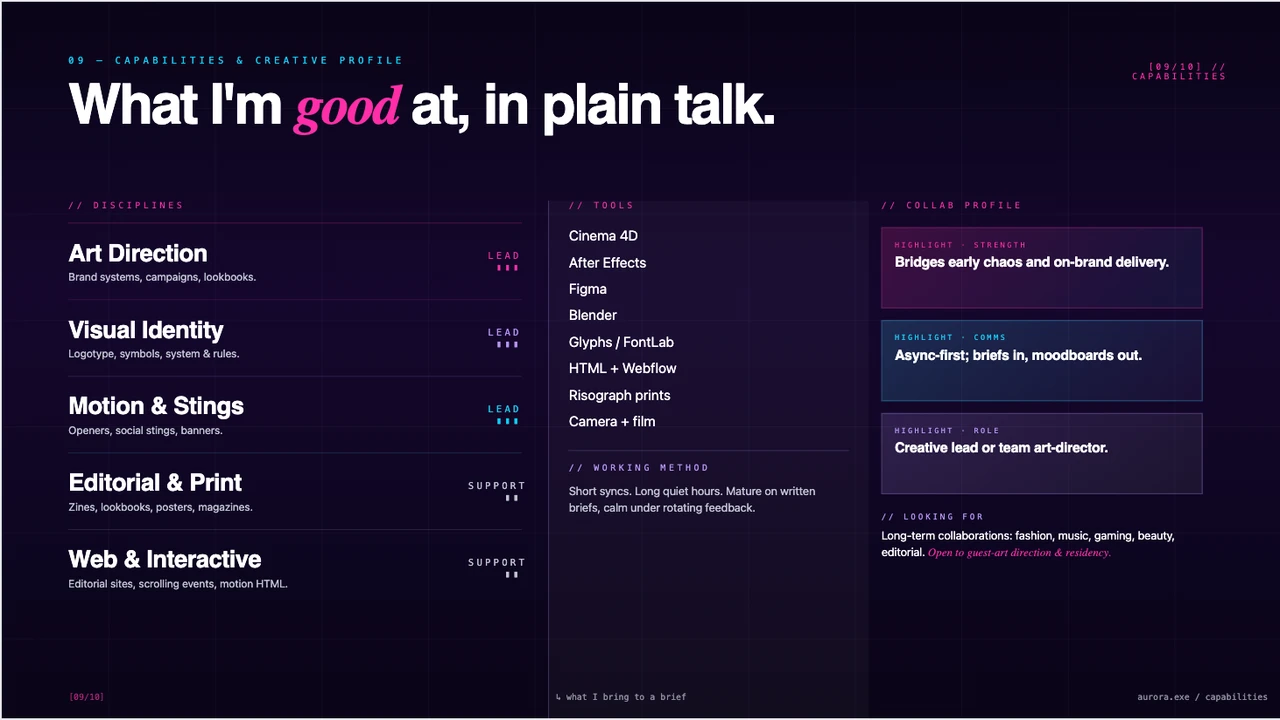 09 — CAPABILITIES & CREATIVE PROFILE
What I'm good at, in plain talk.
[09/10] //
CAPABILITIES
// DISCIPLINES
Art Direction
Brand systems, campaigns, lookbooks.
LEAD
Visual Identity
Logotype, symbols, system & rules.
LEAD
Motion & Stings
Openers, social stings, banners.
LEAD
Editorial & Print
Zines, lookbooks, posters, magazines.
SUPPORT
Web & Interactive
Editorial sites, scrolling events, motion HTML.
SUPPORT
// TOOLS
Cinema 4D
After Effects
Figma
Blender
Glyphs / FontLab
HTML + Webflow
Risograph prints
Camera + film
// WORKING METHOD
Short syncs. Long quiet hours. Mature on written
briefs, calm under rotating feedback.
// COLLAB PROFILE
HIGHLIGHT · STRENGTH
Bridges early chaos and on-brand delivery.
HIGHLIGHT · COMMS
Async-first; briefs in, moodboards out.
HIGHLIGHT · ROLE
Creative lead or team art-director.
// LOOKING FOR
Long-term collaborations: fashion, music, gaming, beauty,
editorial. Open to guest-art direction & residency.
[09/10]
↳ what I bring to a brief
aurora.exe / capabilities